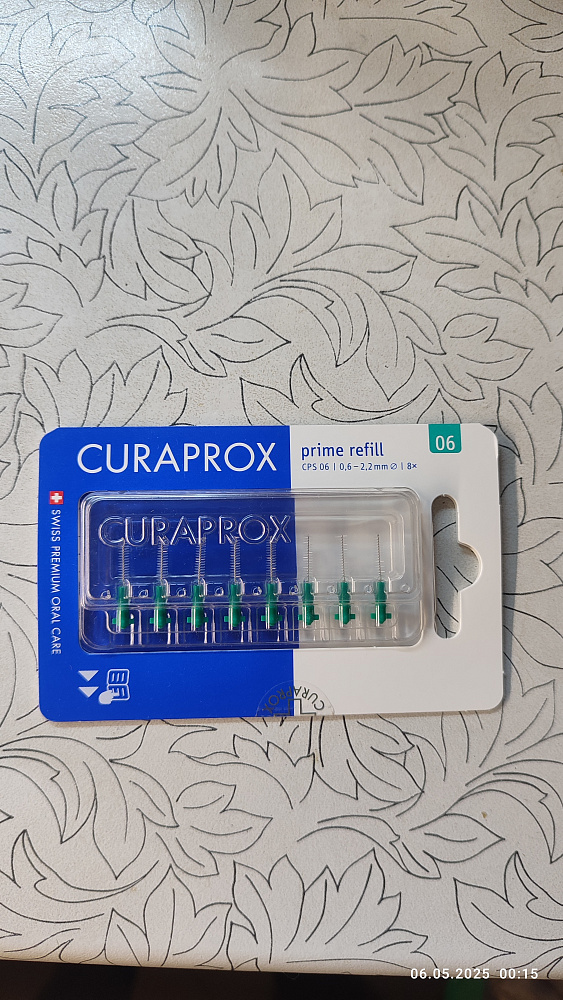 CURAPROX
prime refill
06
CPS 06 | 0,6 – 2,2 mm ∅ | 8×
CURAPROX
SWISS PREMIUM ORAL CARE
CURAPROX
06.05.2025 00:15